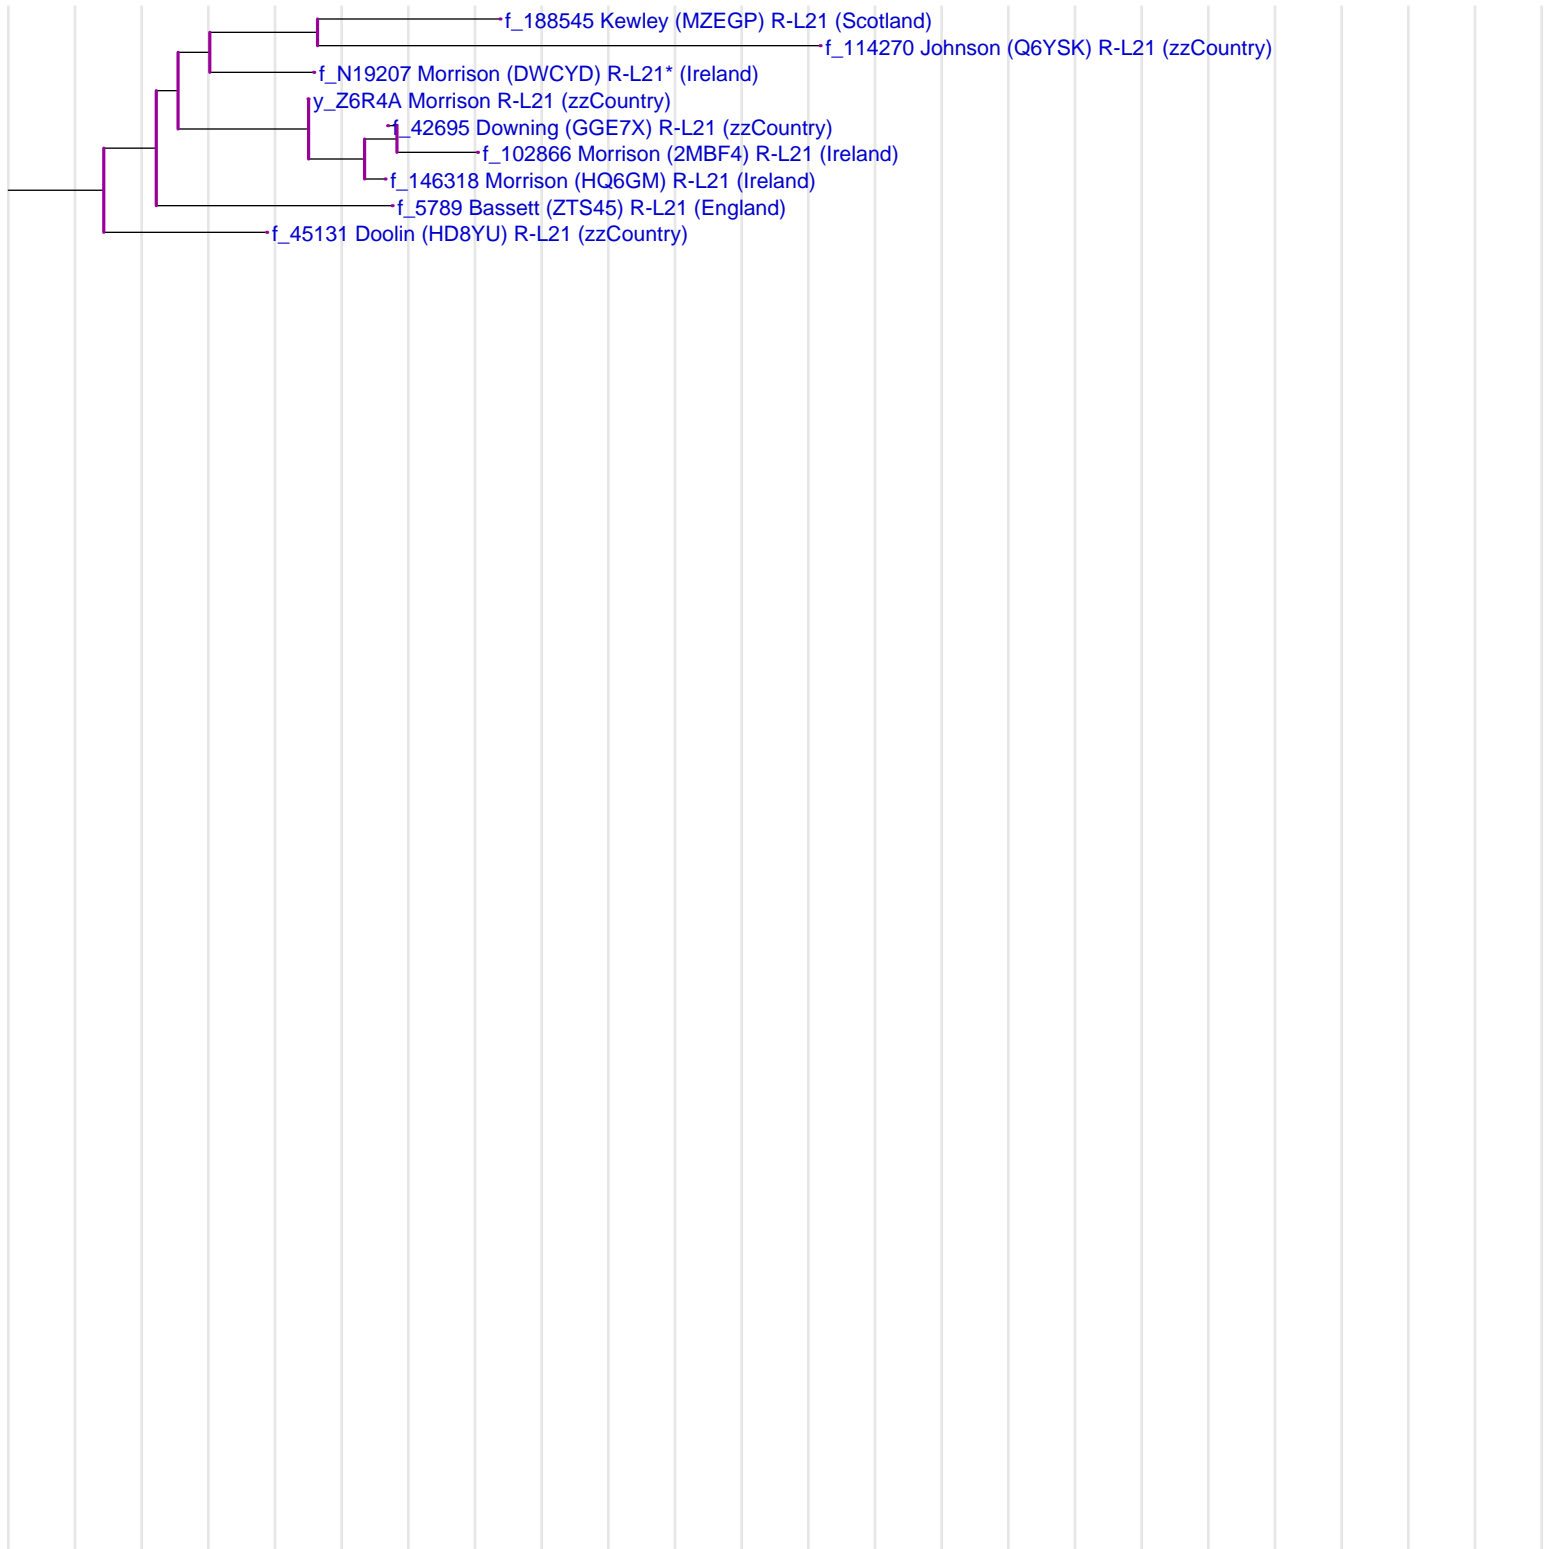 f_188545 Kewley (MZEGP) R-L21 (Scotland)
f_114270 Johnson (Q6YSK) R-L21 (zzCountry)
f_N19207 Morrison (DWCYD) R-L21* (Ireland)
y_Z6R4A Morrison R-L21 (zzCountry)
f_42695 Downing (GGE7X) R-L21 (zzCountry)
f_102866 Morrison (2MBF4) R-L21 (Ireland)
f_146318 Morrison (HQ6GM) R-L21 (Ireland)
f_5789 Bassett (ZTS45) R-L21 (England)
f_45131 Doolin (HD8YU) R-L21 (zzCountry)